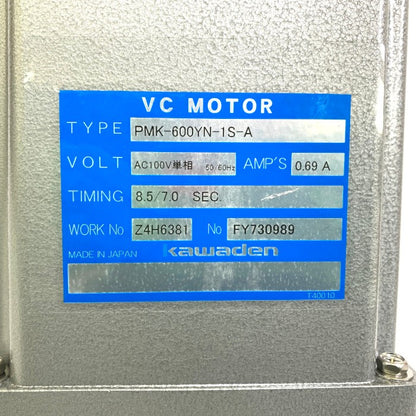 VC MOTOR
TYPE PMK-600YN-1S-A
VOLT AC100V単相 50/60Hz AMP'S 0.69 A
TIMING 8.5/7.0 SEC.
WORK No Z4H6381 No FY730989
MADE IN JAPAN kawaden
T40010